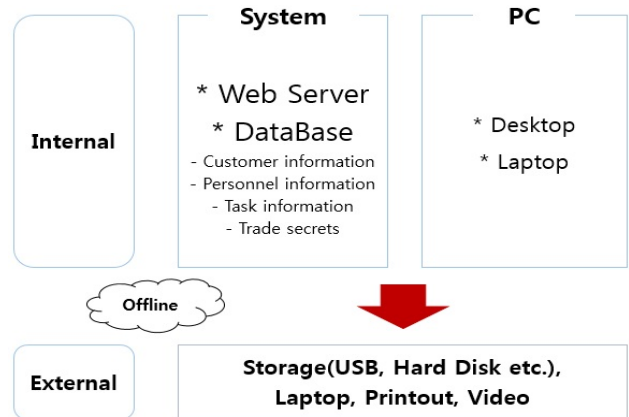 System
PC
Internal
* Web Server
* DataBase
- Customer information
- Personnel information
- Task information
- Trade secrets
* Desktop
* Laptop
Offline
External
Storage(USB, Hard Disk etc.),
Laptop, Printout, Video